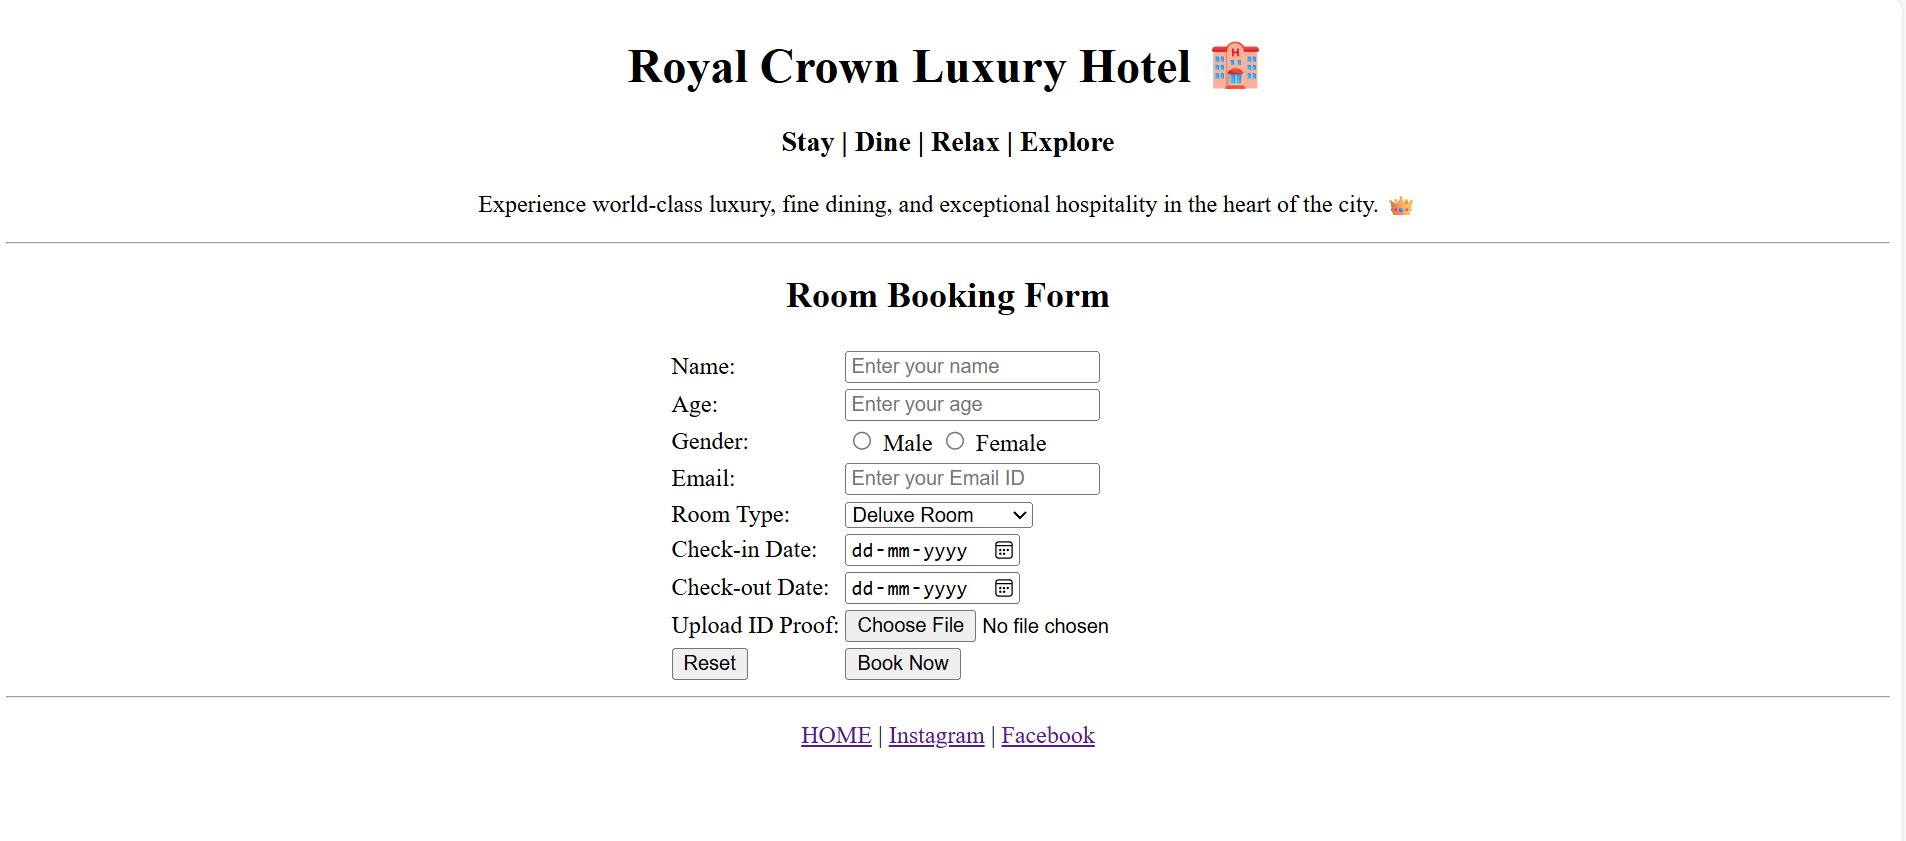 Royal Crown Luxury Hotel 🏨
Stay | Dine | Relax | Explore
Experience world-class luxury, fine dining, and exceptional hospitality in the heart of the city. 👑
Room Booking Form
Name: Enter your name
Age: Enter your age
Gender: Male Female
Email: Enter your Email ID
Room Type: Deluxe Room
Check-in Date: dd-mm-yyyy
Check-out Date: dd-mm-yyyy
Upload ID Proof: Choose File No file chosen
Reset Book Now
HOME | Instagram | Facebook